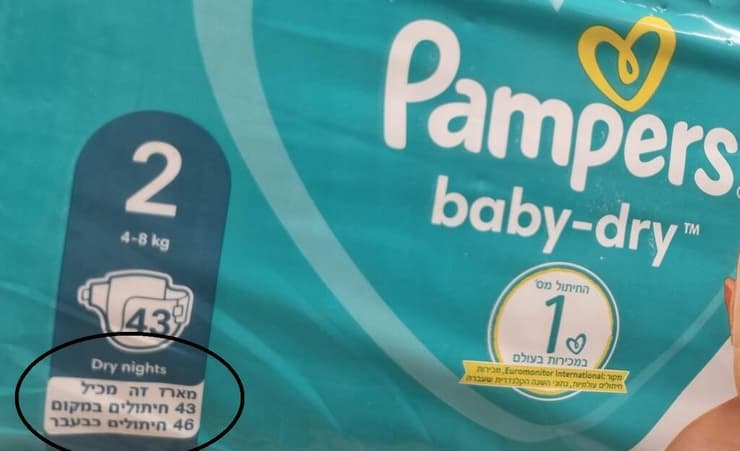 Pampers
baby-dry™
2
4-8 kg
43
Dry nights
מארז זה מכיל
43 חיתולים במקום
46 חיתולים כבעבר
החיתול מס'
1
במכירות בעולם
מקור: Euromonitor International, מכירות
חיתולים עולמיות, נתוני השנה הקלנדרית שעברה